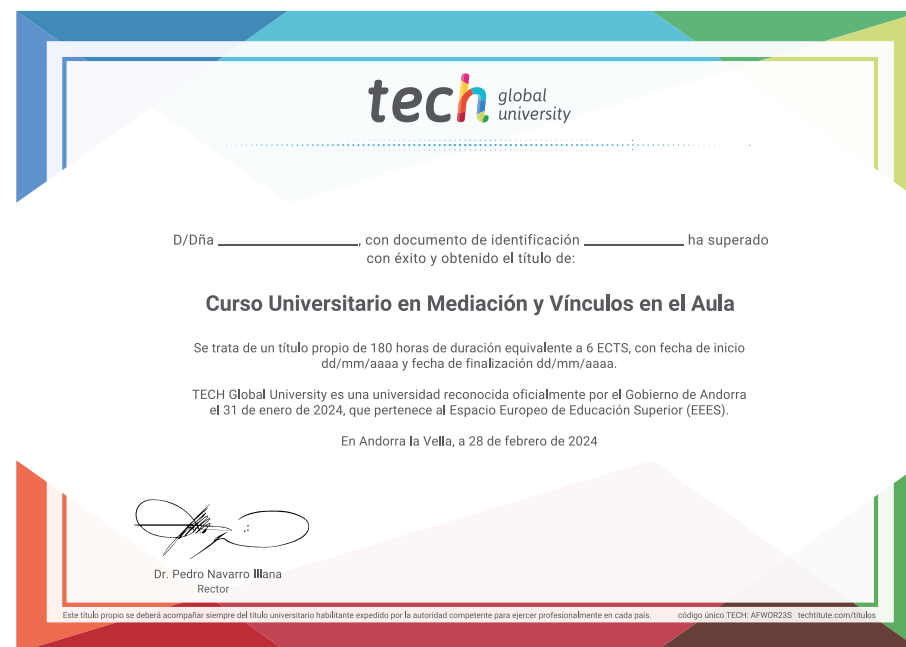 tech global university
D/Dña ____________________, con documento de identificación ______________ ha superado
con éxito y obtenido el título de:
Curso Universitario en Mediación y Vínculos en el Aula
Se trata de un título propio de 180 horas de duración equivalente a 6 ECTS, con fecha de inicio
dd/mm/aaaa y fecha de finalización dd/mm/aaaa.
TECH Global University es una universidad reconocida oficialmente por el Gobierno de Andorra
el 31 de enero de 2024, que pertenece al Espacio Europeo de Educación Superior (EEES).
En Andorra la Vella, a 28 de febrero de 2024
Dr. Pedro Navarro Illana
Rector
Este título propio se deberá acompañar siempre del título universitario habilitante expedido por la autoridad competente para ejercer profesionalmente en cada país. código único TECH: AFWOR23S techtitute.com/titulos